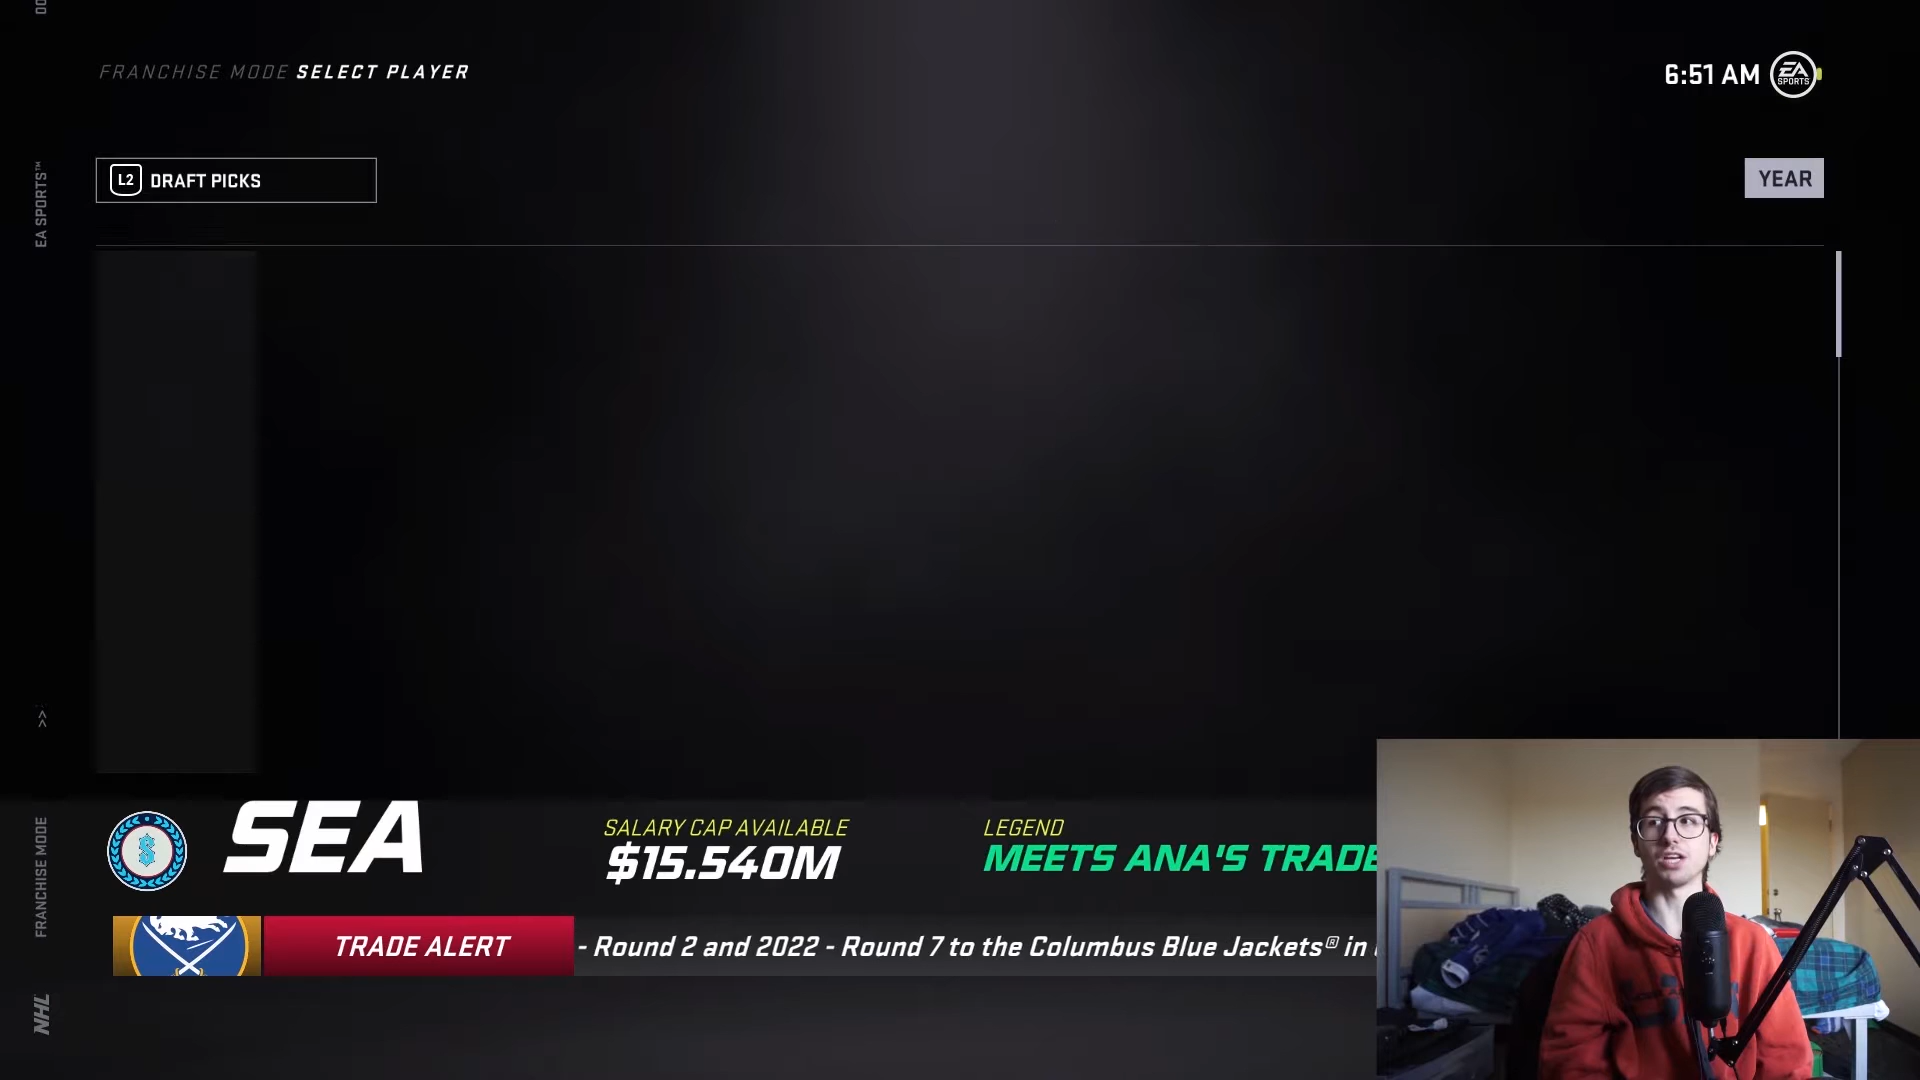 FRANCHISE MODE SELECT PLAYER
6:51 AM
EA SPORTS
L2 DRAFT PICKS
YEAR
EA SPORTS™
>>
FRANCHISE MODE
NHL
SEA
SALARY CAP AVAILABLE
$15.540M
LEGEND
MEETS ANA'S TRADE
TRADE ALERT
- Round 2 and 2022 - Round 7 to the Columbus Blue Jackets® in